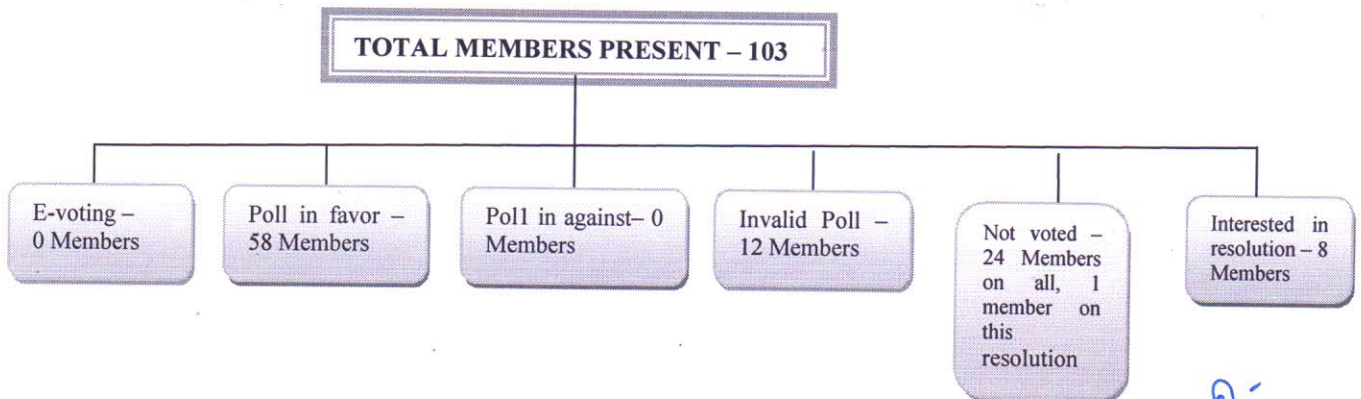 TOTAL MEMBERS PRESENT – 103
E-voting –
0 Members
Poll in favor –
58 Members
Poll in against– 0
Members
Invalid Poll –
12 Members
Not voted –
24 Members
on all, 1
member on
this
resolution
Interested in
resolution – 8
Members